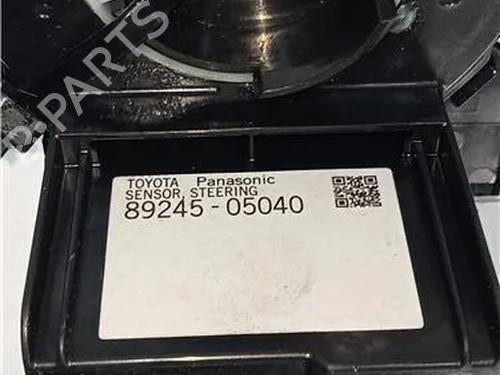 B-PARTS
TOYOTA Panasonic
SENSOR, STEERING
89245-05040